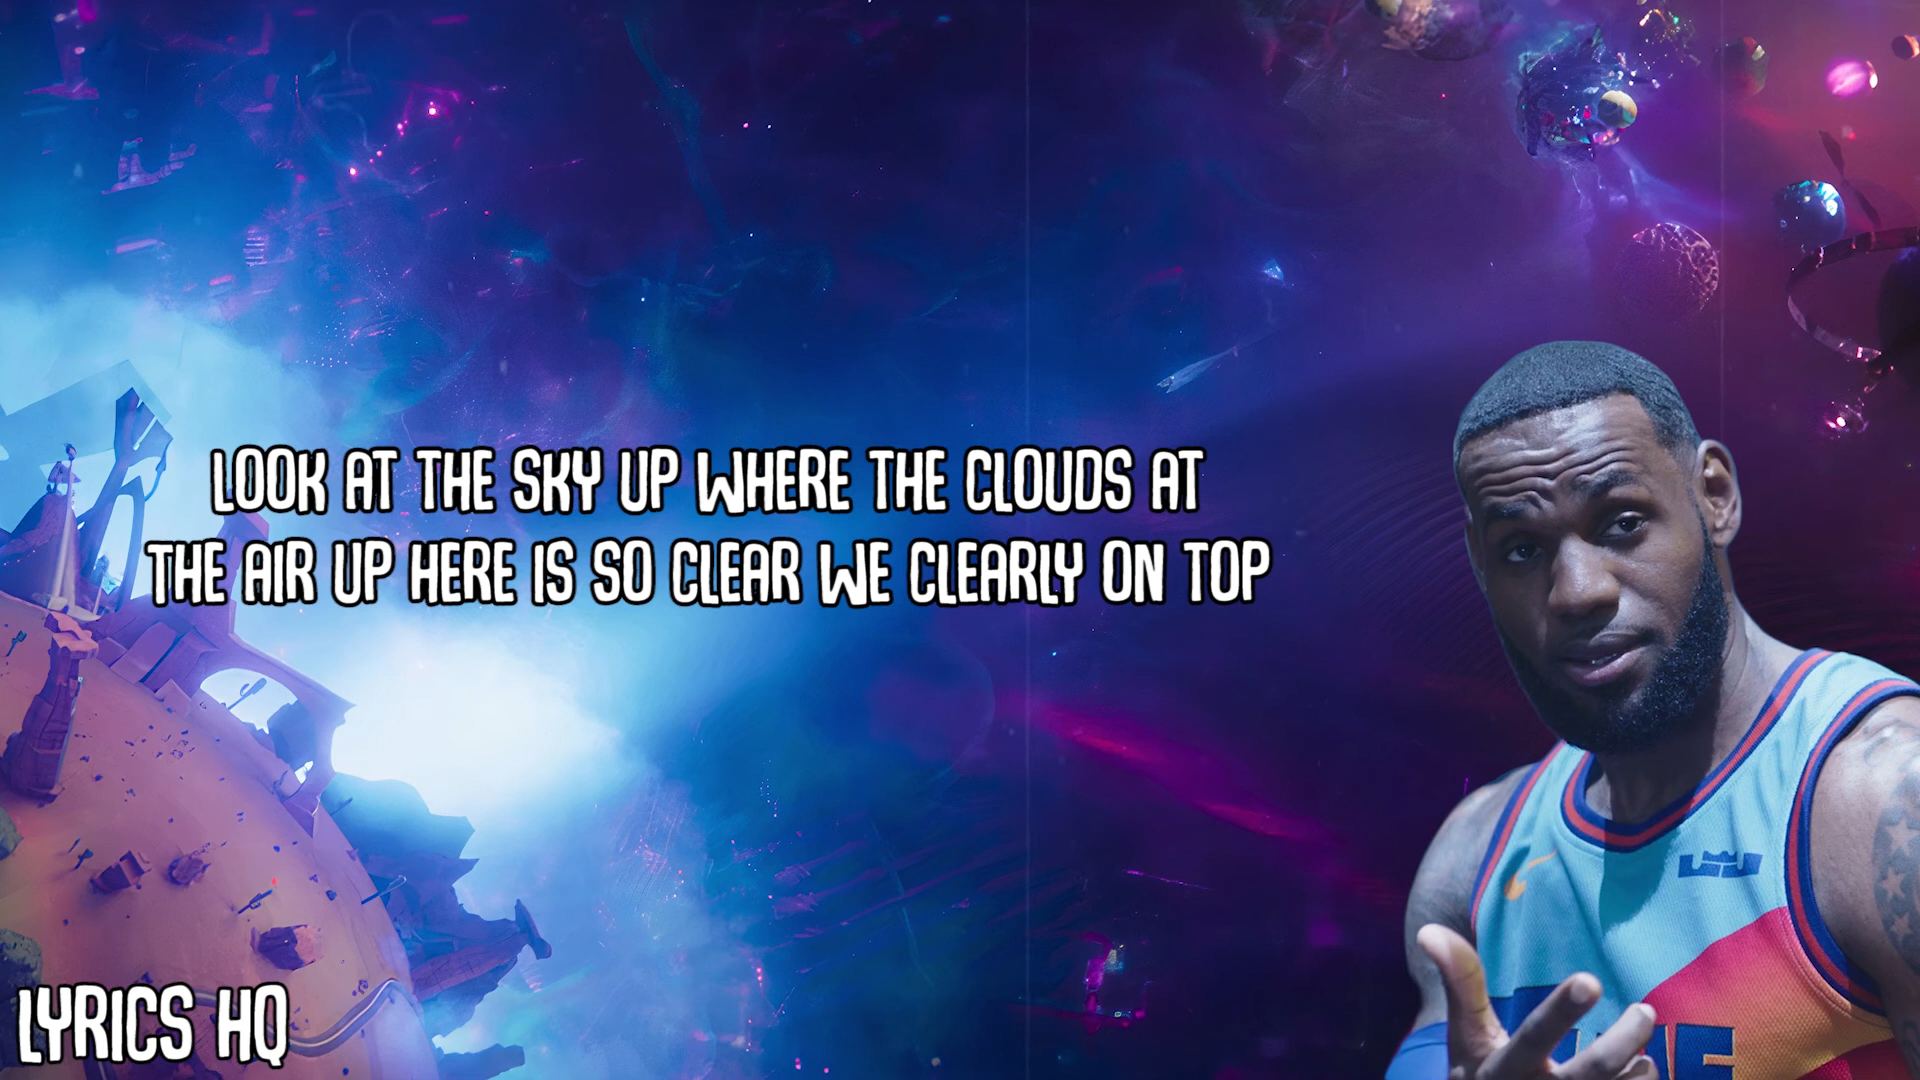 LOOK AT THE SKY UP WHERE THE CLOUDS AT
THE AIR UP HERE IS SO CLEAR WE CLEARLY ON TOP
LYRICS HQ